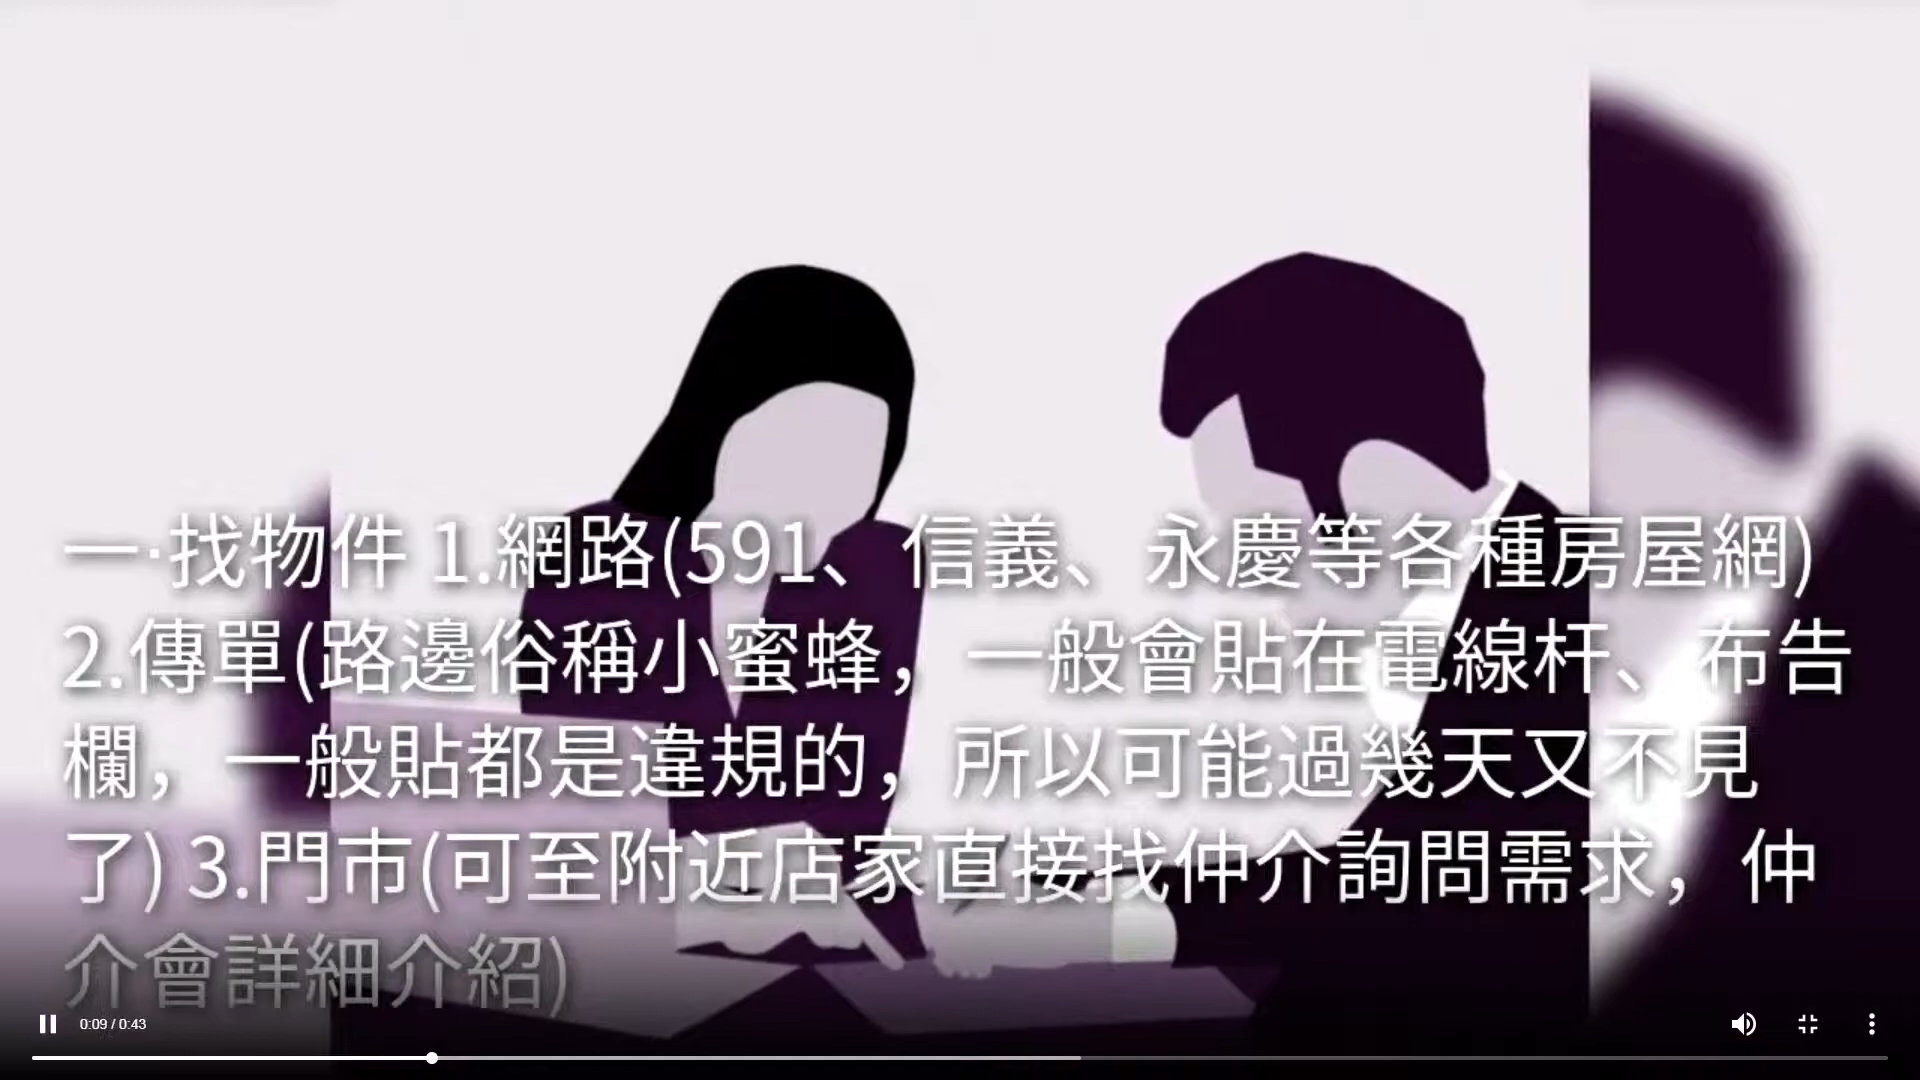 一·找物件 1.網路(591、信義、永慶等各種房屋網)
2.傳單(路邊俗稱小蜜蜂，一般會貼在電線杆、布告
欄，一般貼都是違規的，所以可能過幾天又不見
了) 3.門市(可至附近店家直接找仲介詢問需求，仲
介會詳細介紹)
0:09 / 0:43